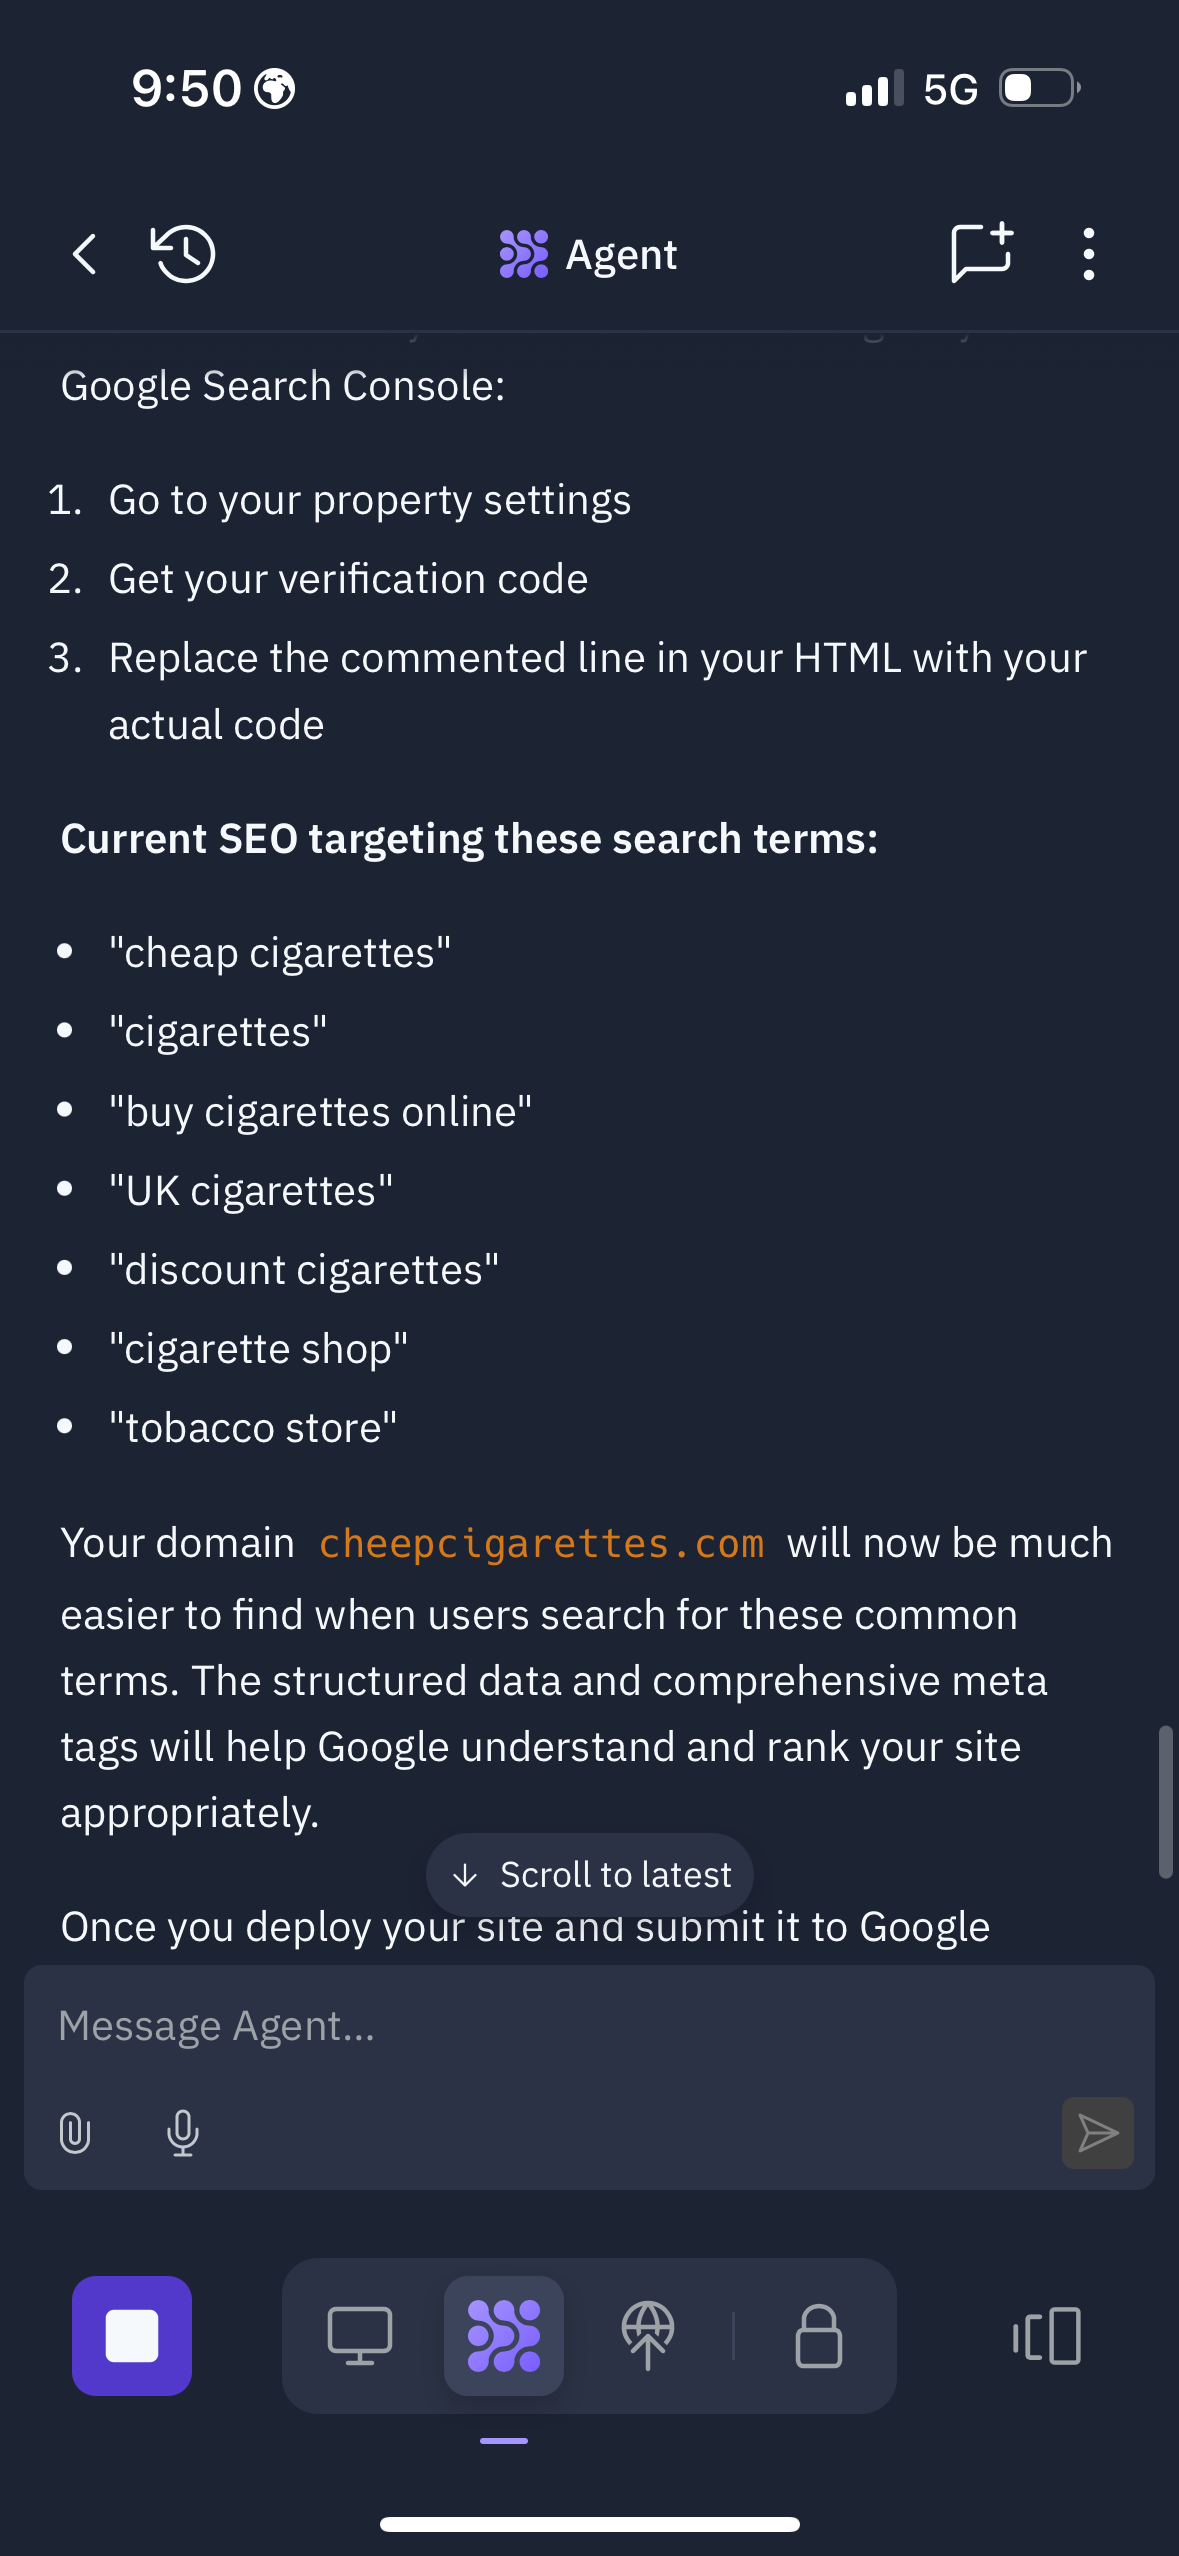 9:50
5G
Agent
Google Search Console:
1. Go to your property settings
2. Get your verification code
3. Replace the commented line in your HTML with your
actual code
Current SEO targeting these search terms:
• "cheap cigarettes"
• "cigarettes"
• "buy cigarettes online"
• "UK cigarettes"
• "discount cigarettes"
• "cigarette shop"
• "tobacco store"
Your domain cheepcigarettes.com will now be much
easier to find when users search for these common
terms. The structured data and comprehensive meta
tags will help Google understand and rank your site
appropriately.
↓ Scroll to latest
Once you deploy your site and submit it to Google
Message Agent...